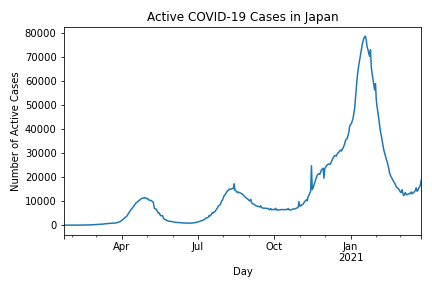 Active COVID-19 Cases in Japan
Number of Active Cases
80000
70000
60000
50000
40000
30000
20000
10000
0
Apr
Jul
Oct
Jan
2021
Day